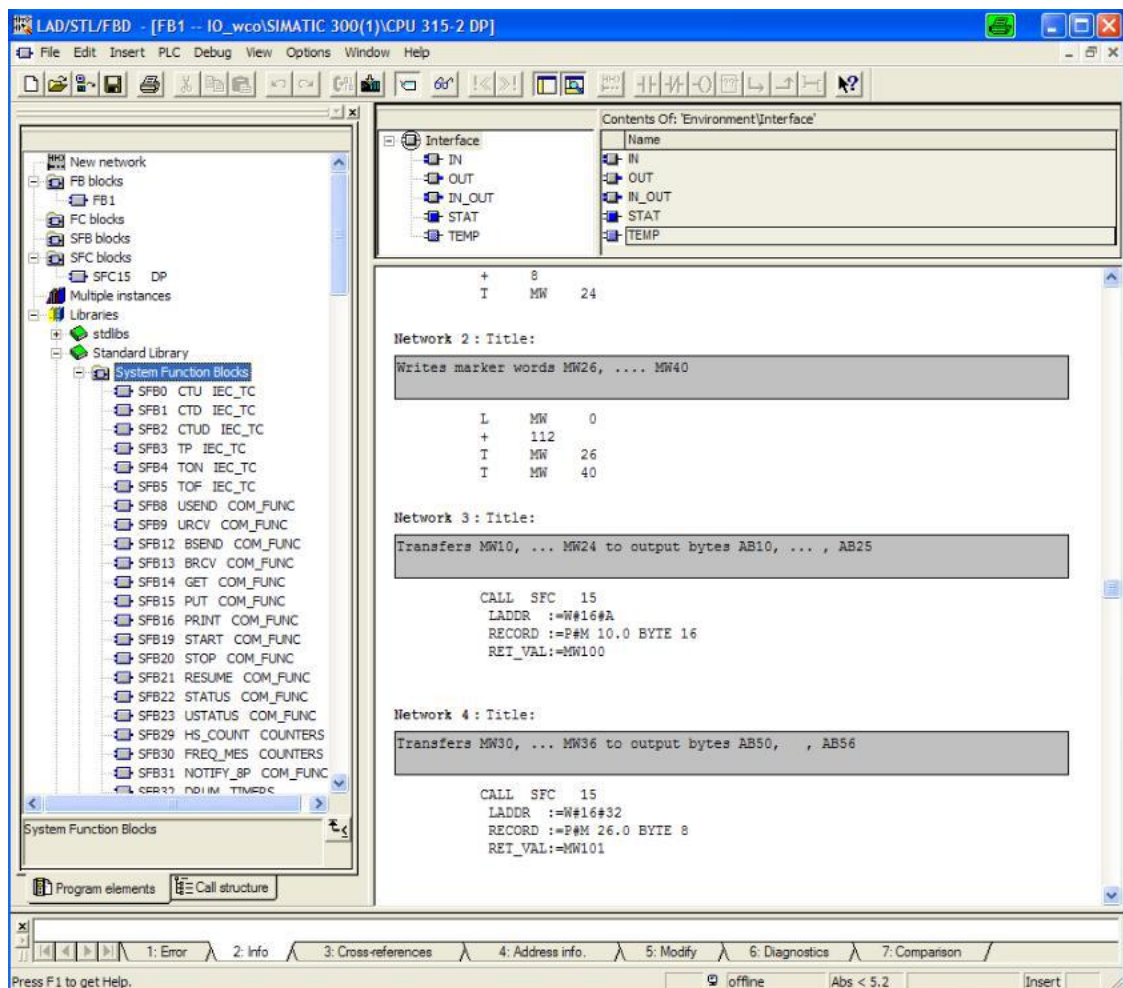 LAD/STL/FBD - [FB1 -- IO_wco\SIMATIC 300(1)\CPU 315-2 DP]
File Edit Insert PLC Debug View Options Window Help
New network
FB blocks
FB1
FC blocks
SFB blocks
SFC blocks
SFC15 DP
Multiple instances
Libraries
stdlibs
Standard Library
System Function Blocks
SFB0 CTU IEC_TC
SFB1 CTD IEC_TC
SFB2 CTUD IEC_TC
SFB3 TP IEC_TC
SFB4 TON IEC_TC
SFB5 TOF IEC_TC
SFB8 USEND COM_FUNC
SFB9 URCV COM_FUNC
SFB12 BSEND COM_FUNC
SFB13 BRCV COM_FUNC
SFB14 GET COM_FUNC
SFB15 PUT COM_FUNC
SFB16 PRINT COM_FUNC
SFB19 START COM_FUNC
SFB20 STOP COM_FUNC
SFB21 RESUME COM_FUNC
SFB22 STATUS COM_FUNC
SFB23 USTATUS COM_FUNC
SFB29 HS_COUNT COUNTERS
SFB30 FREQ_MES COUNTERS
SFB31 NOTIFY_8P COM_FUNC
SFB32 DRUM TIMERS
System Function Blocks
Program elements Call structure
Interface
IN
OUT
IN_OUT
STAT
TEMP
Contents Of: 'Environment\Interface'
Name
IN
OUT
IN_OUT
STAT
TEMP
+ 8
T MW 24
Network 2 : Title:
Writes marker words MW26, .... MW40
L MW 0
+ 112
T MW 26
T MW 40
Network 3 : Title:
Transfers MW10, ... MW24 to output bytes AB10, ... , AB25
CALL SFC 15
LADDR :=W#16#A
RECORD :=P#M 10.0 BYTE 16
RET_VAL:=MW100
Network 4 : Title:
Transfers MW30, ... MW36 to output bytes AB50, , AB56
CALL SFC 15
LADDR :=W#16#32
RECORD :=P#M 26.0 BYTE 8
RET_VAL:=MW101
1: Error 2: Info 3: Cross-references 4: Address info. 5: Modify 6: Diagnostics 7: Comparison
Press F1 to get Help. offline Abs < 5.2 Insert